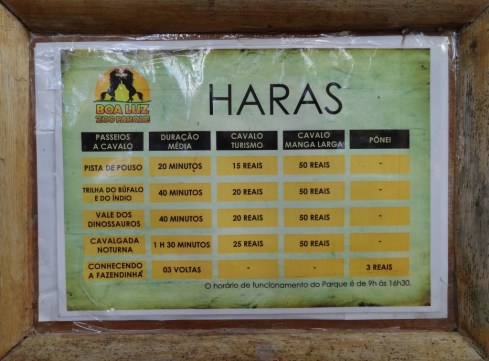 BOA LUZ
ZOO PARQUE
HARAS
PASSEIOS A CAVALO DURAÇÃO MÉDIA CAVALO TURISMO CAVALO MANGA LARGA PÔNEI
PISTA DE POUSO 20 MINUTOS 15 REAIS 50 REAIS -
TRILHA DO BÚFALO E DO ÍNDIO 40 MINUTOS 20 REAIS 50 REAIS -
VALE DOS DINOSSAUROS 40 MINUTOS 20 REAIS 50 REAIS -
CAVALGADA NOTURNA 1 H 30 MINUTOS 25 REAIS 50 REAIS -
CONHECENDO A FAZENDINHA 03 VOLTAS - - 3 REAIS
O horário de funcionamento do Parque é de 9h às 16h30.